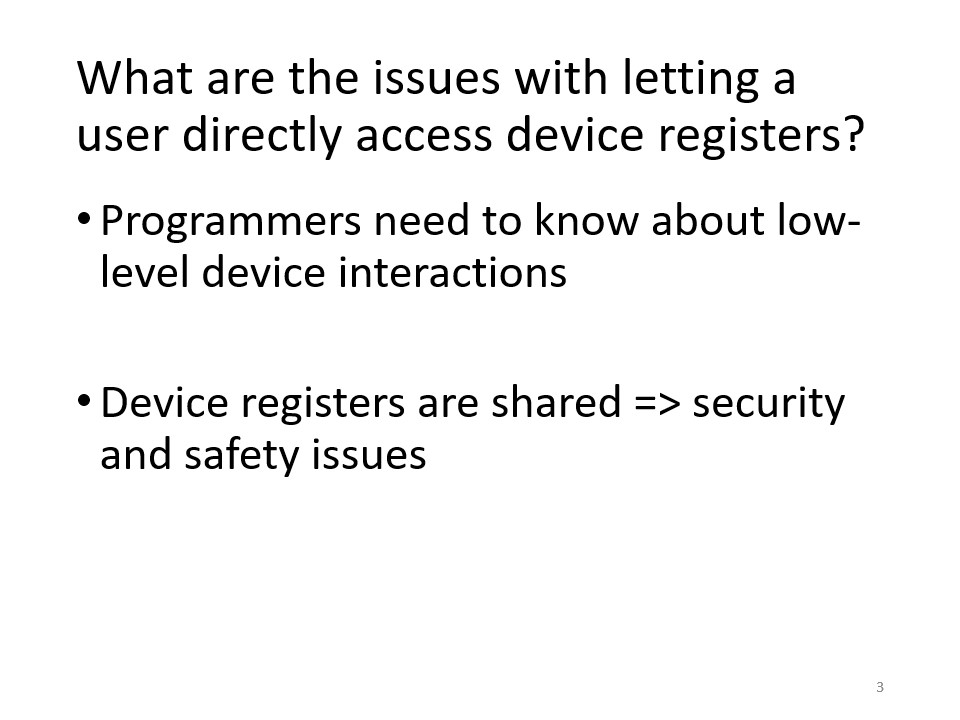 What are the issues with letting a
user directly access device registers?
• Programmers need to know about low-
level device interactions
• Device registers are shared => security
and safety issues
3